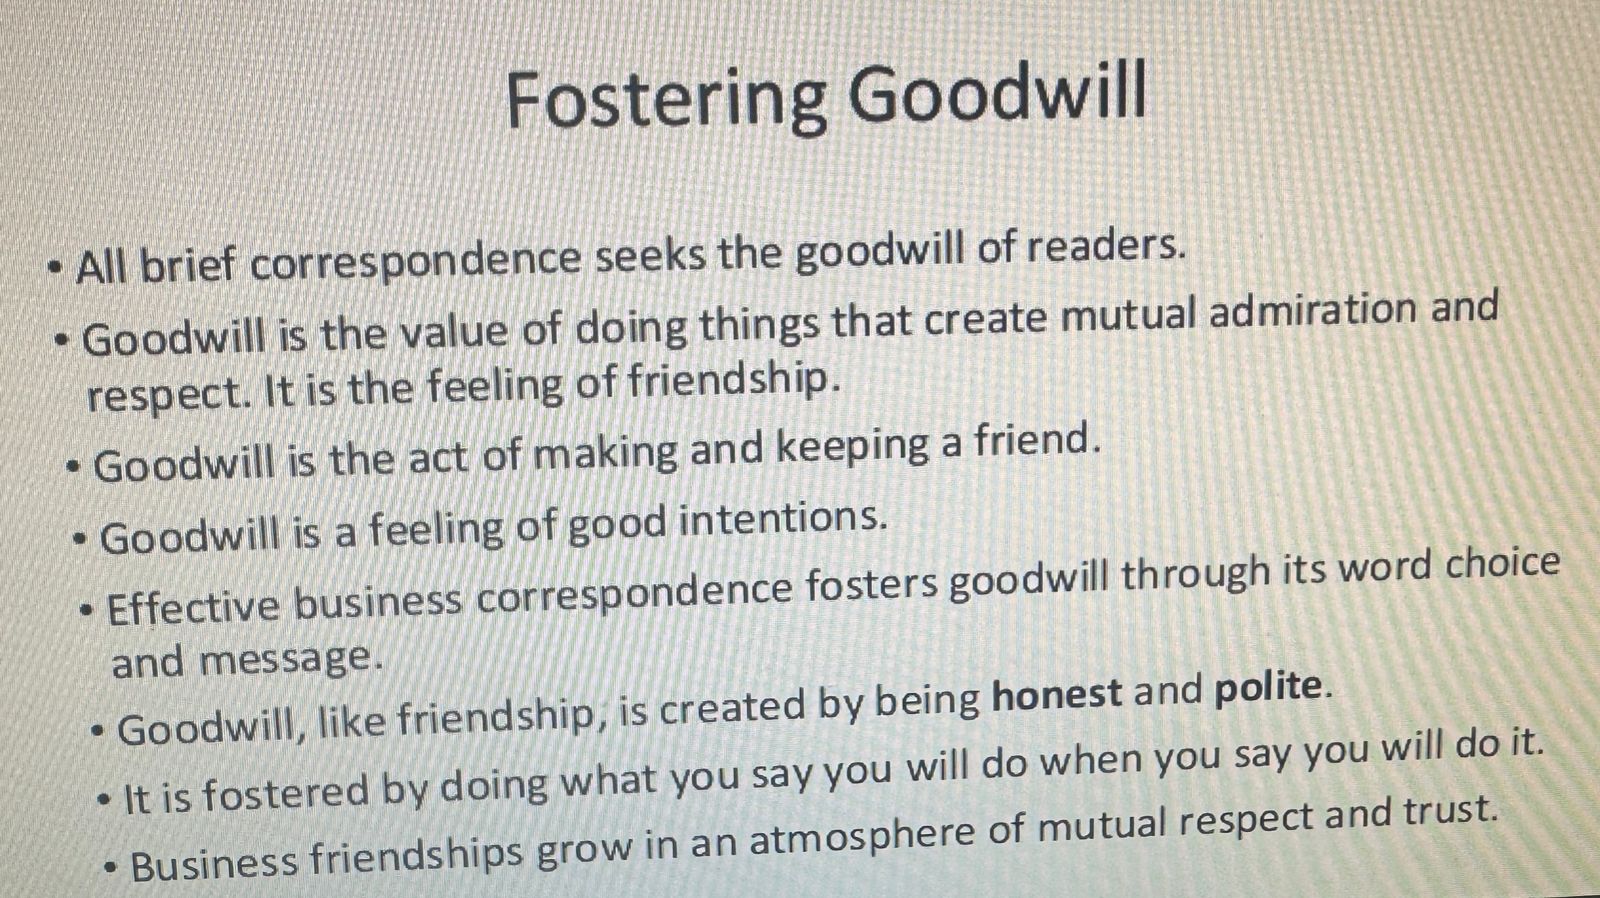 Fostering Goodwill
• All brief correspondence seeks the goodwill of readers.
• Goodwill is the value of doing things that create mutual admiration and
respect. It is the feeling of friendship.
• Goodwill is the act of making and keeping a friend.
• Goodwill is a feeling of good intentions.
• Effective business correspondence fosters goodwill through its word choice
and message.
• Goodwill, like friendship, is created by being honest and polite.
• It is fostered by doing what you say you will do when you say you will do it.
• Business friendships grow in an atmosphere of mutual respect and trust.